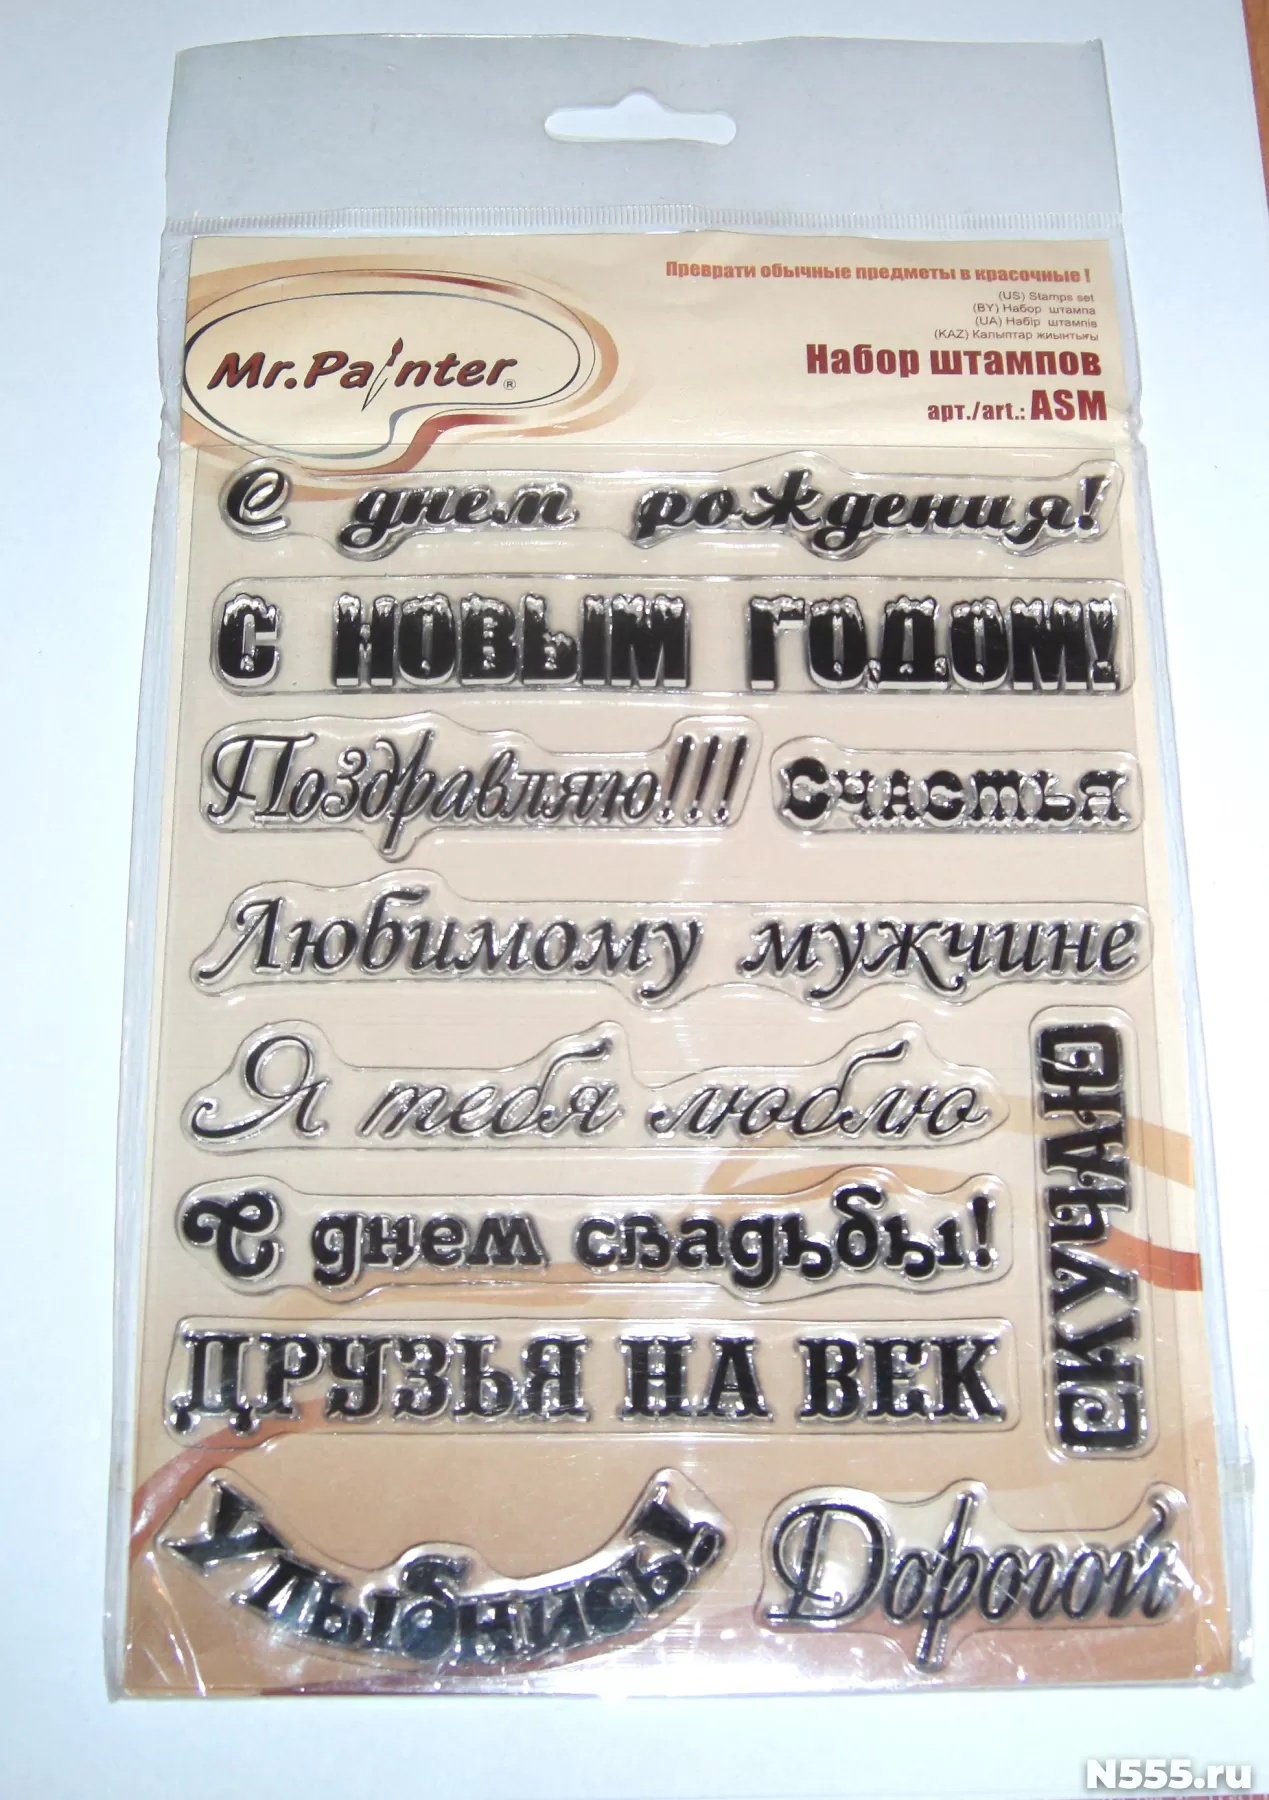 Преврати обычные предметы в красочные !
(US) Stamps set
(BY) Набор штампа
(UA) Набір штампів
(KAZ) Калыптар жиынтығы
Mr.Painter®
Набор штампов
арт./art.: ASM
С днем рождения!
С НОВЫМ ГОДОМ!
Поздравляю!!!
Счастья
Любимому мужчине
Я тебя люблю
СКУЧАЮ
С днем свадьбы!
ДРУЗЬЯ НА ВЕК
Улыбнись!
Дорогой
N555.ru